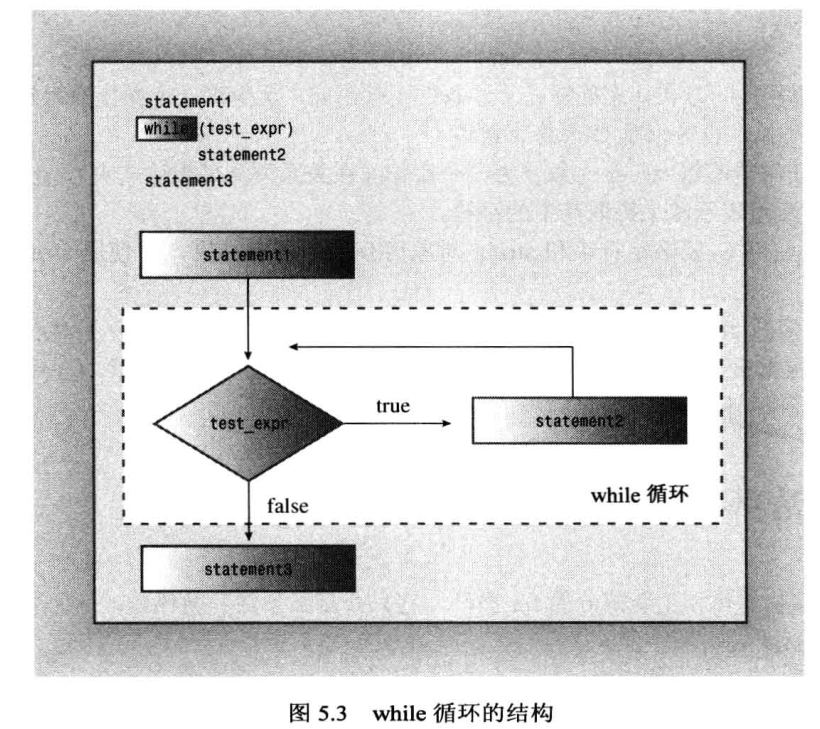 statement1
while (test_expr)
statement2
statement3
statement1
test_expr
true
statement2
while 循环
false
statement3
图 5.3 while 循环的结构